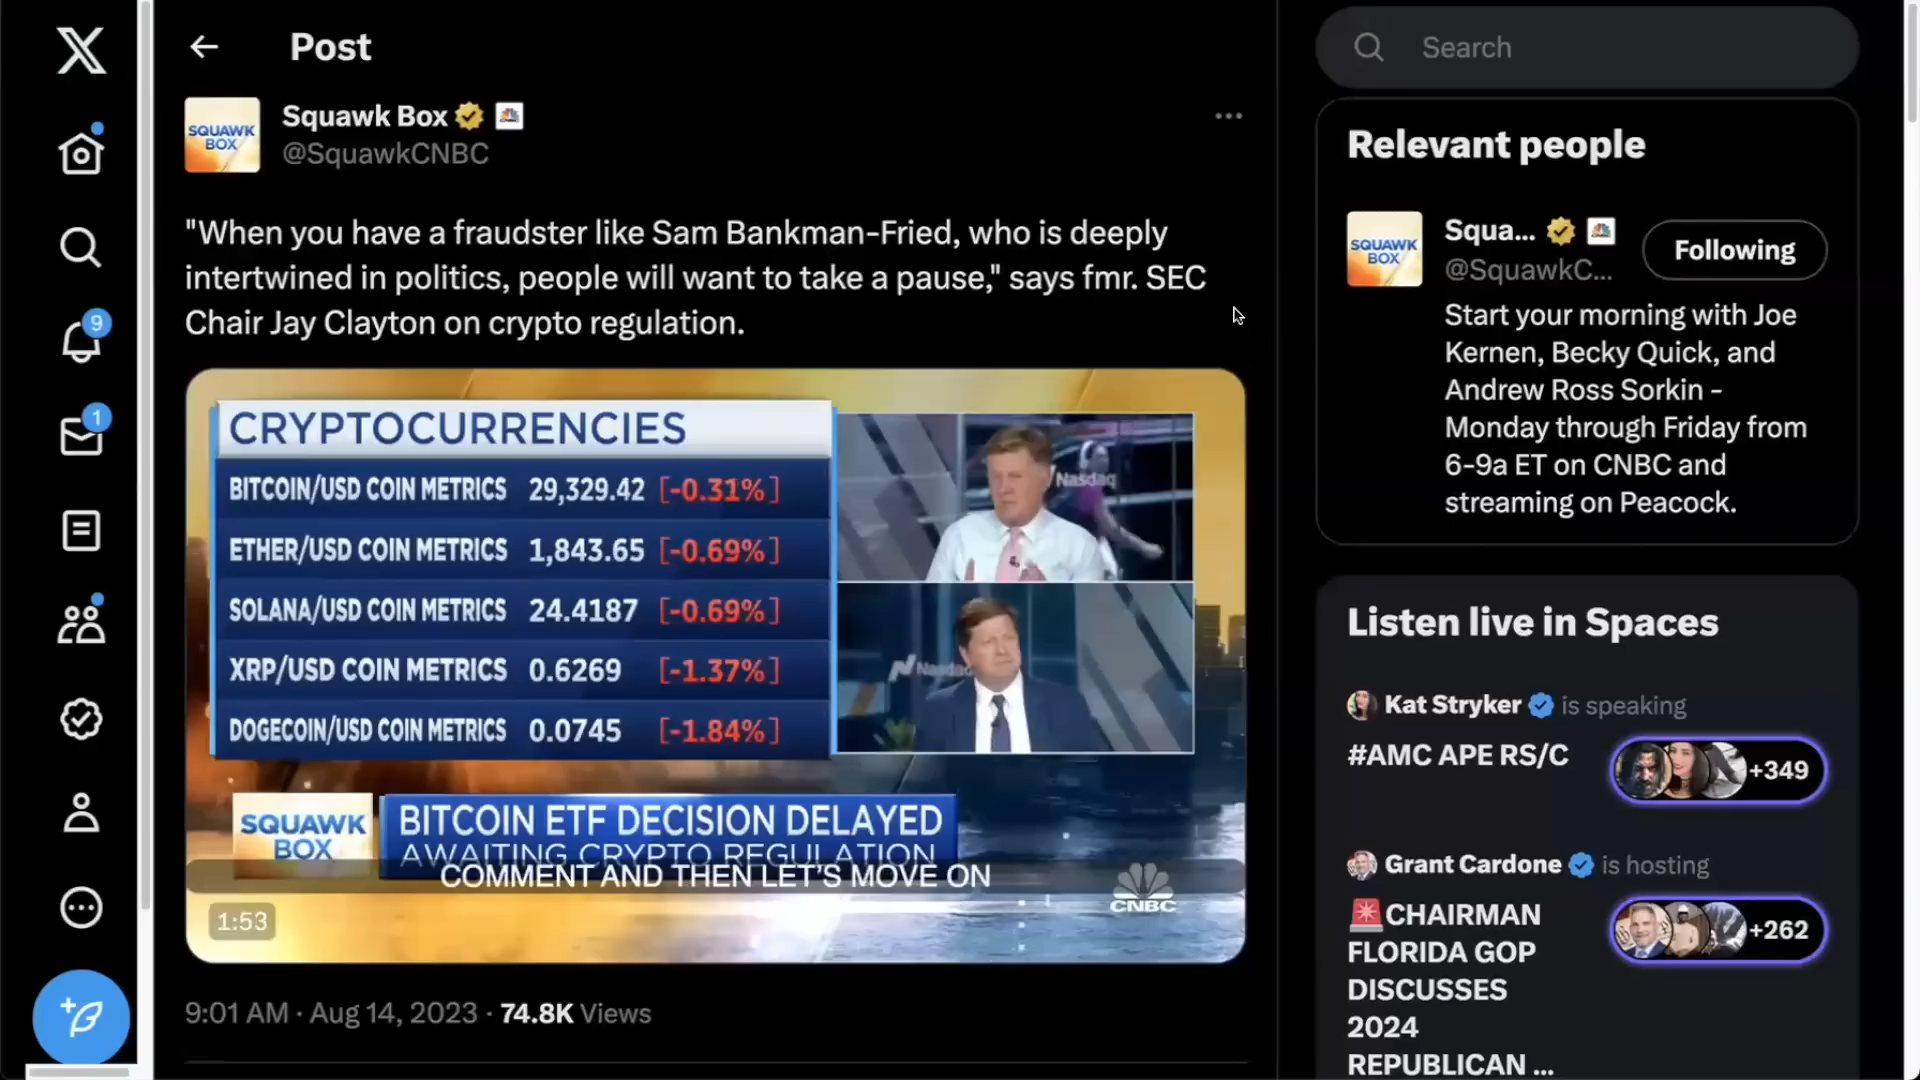 Post
Search
SQUAWK
BOX
Squawk Box
@SquawkCNBC
"When you have a fraudster like Sam Bankman-Fried, who is deeply
intertwined in politics, people will want to take a pause," says fmr. SEC
Chair Jay Clayton on crypto regulation.
CRYPTOCURRENCIES
BITCOIN/USD COIN METRICS 29,329.42 [-0.31%]
ETHER/USD COIN METRICS 1,843.65 [-0.69%]
SOLANA/USD COIN METRICS 24.4187 [-0.69%]
XRP/USD COIN METRICS 0.6269 [-1.37%]
DOGECOIN/USD COIN METRICS 0.0745 [-1.84%]
Nasdaq
Nasdaq
SQUAWK
BOX
BITCOIN ETF DECISION DELAYED
AWAITING CRYPTO REGULATION
COMMENT AND THEN LET'S MOVE ON
CNBC
1:53
9:01 AM · Aug 14, 2023 · 74.8K Views
9
1
Relevant people
SQUAWK
BOX
Squa...
@SquawkC...
Following
Start your morning with Joe
Kernen, Becky Quick, and
Andrew Ross Sorkin -
Monday through Friday from
6-9a ET on CNBC and
streaming on Peacock.
Listen live in Spaces
Kat Stryker is speaking
#AMC APE RS/C
+349
Grant Cardone is hosting
🚨CHAIRMAN
FLORIDA GOP
DISCUSSES
2024
REPUBLICAN ...
+262